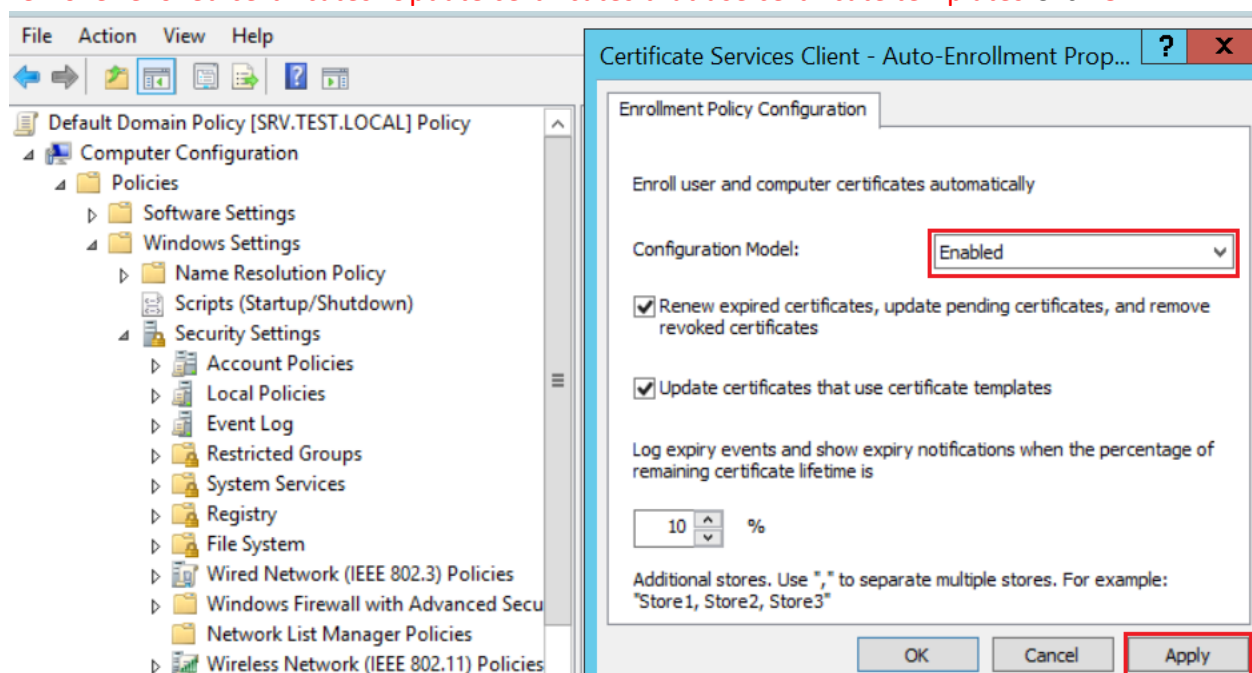 File Action View Help
Default Domain Policy [SRV.TEST.LOCAL] Policy
Computer Configuration
Policies
Software Settings
Windows Settings
Name Resolution Policy
Scripts (Startup/Shutdown)
Security Settings
Account Policies
Local Policies
Event Log
Restricted Groups
System Services
Registry
File System
Wired Network (IEEE 802.3) Policies
Windows Firewall with Advanced Secu
Network List Manager Policies
Wireless Network (IEEE 802.11) Policies
Certificate Services Client - Auto-Enrollment Prop... ? X
Enrollment Policy Configuration
Enroll user and computer certificates automatically
Configuration Model: Enabled
Renew expired certificates, update pending certificates, and remove
revoked certificates
Update certificates that use certificate templates
Log expiry events and show expiry notifications when the percentage of
remaining certificate lifetime is
10 %
Additional stores. Use "," to separate multiple stores. For example:
"Store1, Store2, Store3"
OK Cancel Apply